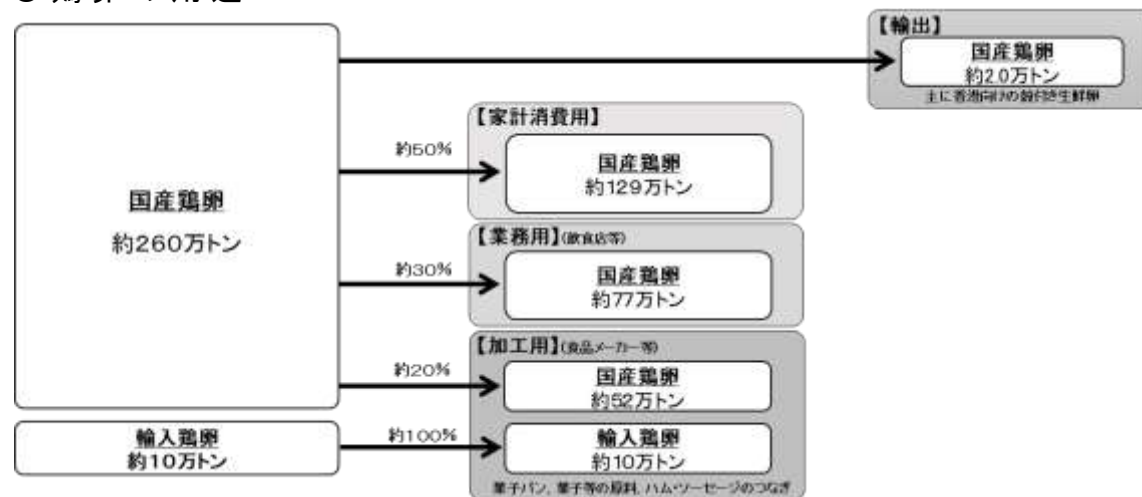 【輸出】
国産鶏卵
約2.0万トン
主に香港向けの殻付き生鮮卵
国産鶏卵
約260万トン
約50%
【家計消費用】
国産鶏卵
約129万トン
約30%
【業務用】(飲食店等)
国産鶏卵
約77万トン
約20%
【加工用】(食品メーカー等)
国産鶏卵
約52万トン
輸入鶏卵
約10万トン
約100%
輸入鶏卵
約10万トン
菓子パン、菓子等の原料、ハム・ソーセージのつなぎ